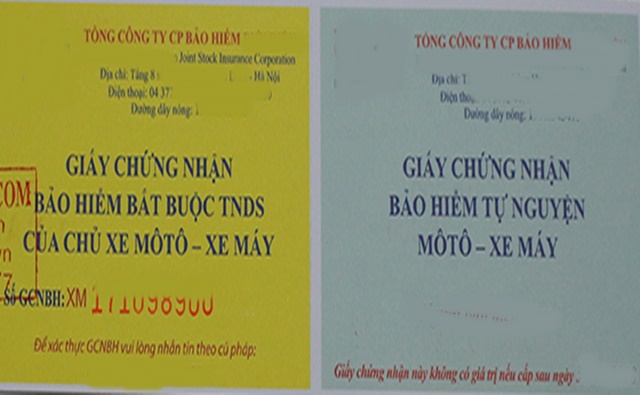 TỔNG CÔNG TY CP BẢO HIỂM
Joint Stock Insurance Corporation
Địa chỉ: Tầng 8 - Hà Nội
Điện thoại: 04 37
Đường dây nóng:
GIẤY CHỨNG NHẬN
BẢO HIỂM BẮT BUỘC TNDS
CỦA CHỦ XE MÔTÔ – XE MÁY
COM
Số GCNBH: XM
Để xác thực GCNBH vui lòng nhắn tin theo cú pháp:
TỔNG CÔNG TY CP BẢO HIỂM
Địa chỉ: T
Điện
Đường dây nóng:
GIẤY CHỨNG NHẬN
BẢO HIỂM TỰ NGUYỆN
MÔTÔ – XE MÁY
Giấy chứng nhận này không có giá trị nếu cấp sau ngày